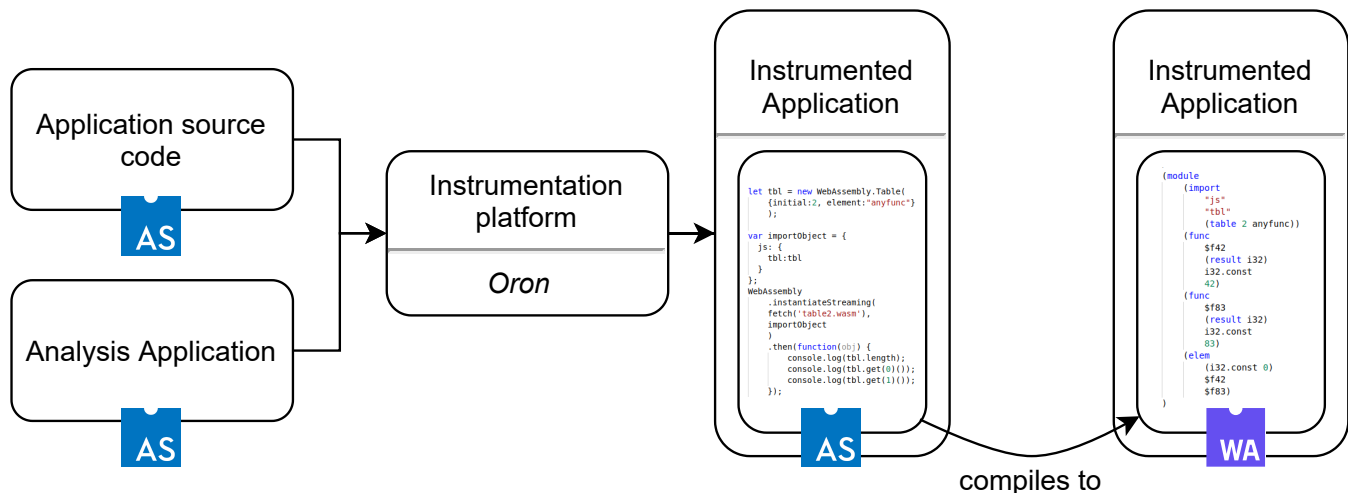 Application source
code
AS
Analysis Application
AS
Instrumentation
platform
Oron
Instrumented
Application
let tbl = new WebAssembly.Table(
{initial:2, element:"anyfunc"}
);
var importObject = {
js: {
tbl:tbl
}
};
WebAssembly
.instantiateStreaming(
fetch('table2.wasm'),
importObject
)
.then(function(obj) {
console.log(tbl.length);
console.log(tbl.get(0)());
console.log(tbl.get(1)());
});
AS
compiles to
Instrumented
Application
(module
(import
"js"
"tbl"
(table 2 anyfunc))
(func
$f42
(result i32)
i32.const
42)
(func
$f83
(result i32)
i32.const
83)
(elem
(i32.const 0)
$f42
$f83)
)
WA